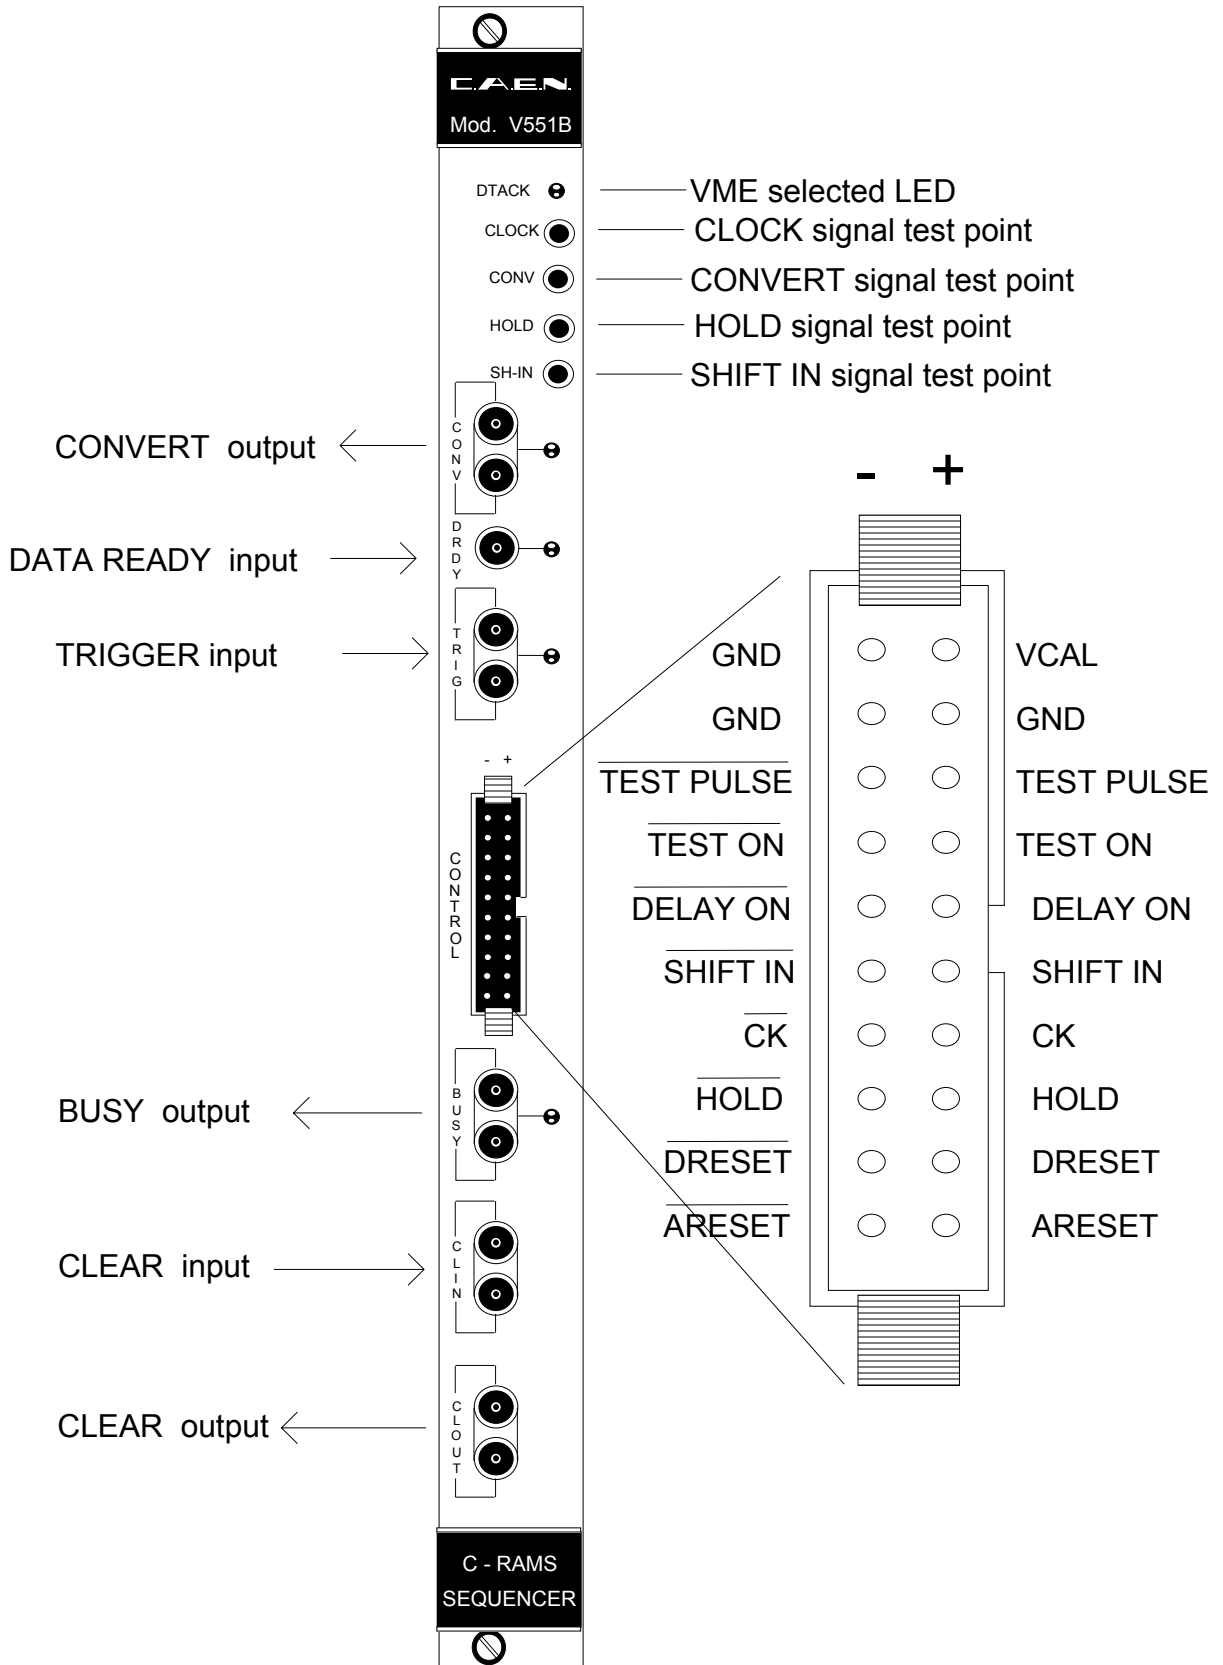 C.A.E.N.
Mod. V551B
DTACK
VME selected LED
CLOCK
CLOCK signal test point
CONV
CONVERT signal test point
HOLD
HOLD signal test point
SH-IN
SHIFT IN signal test point
CONVERT output
CONV
DATA READY input
DRDY
TRIGGER input
TRIG
- +
CONTROL
- +
GND VCAL
GND GND
TEST PULSE TEST PULSE
TEST ON TEST ON
DELAY ON DELAY ON
SHIFT IN SHIFT IN
CK CK
HOLD HOLD
DRESET DRESET
ARESET ARESET
BUSY output
BUSY
CLEAR input
CLIN
CLEAR output
CLOUT
C - RAMS
SEQUENCER